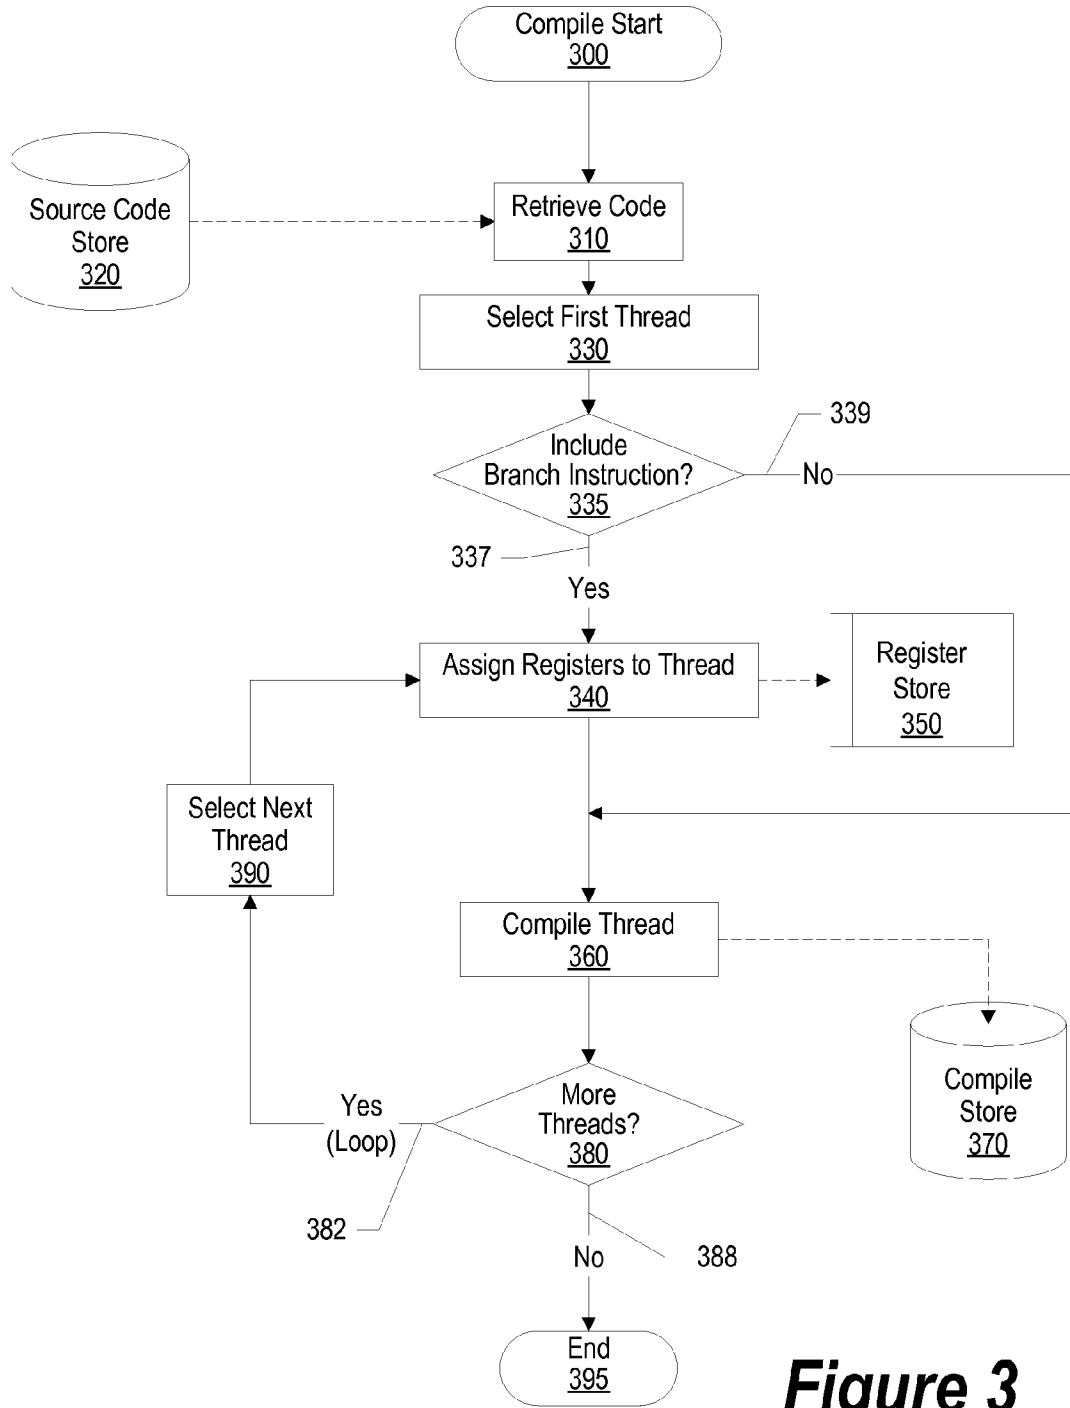 Compile Start
300
Source Code
Store
320
Retrieve Code
310
Select First Thread
330
Include
Branch Instruction?
335
339
No
337
Yes
Assign Registers to Thread
340
Register
Store
350
Select Next
Thread
390
Compile Thread
360
Compile
Store
370
More
Threads?
380
Yes
(Loop)
382
388
No
End
395
Figure 3